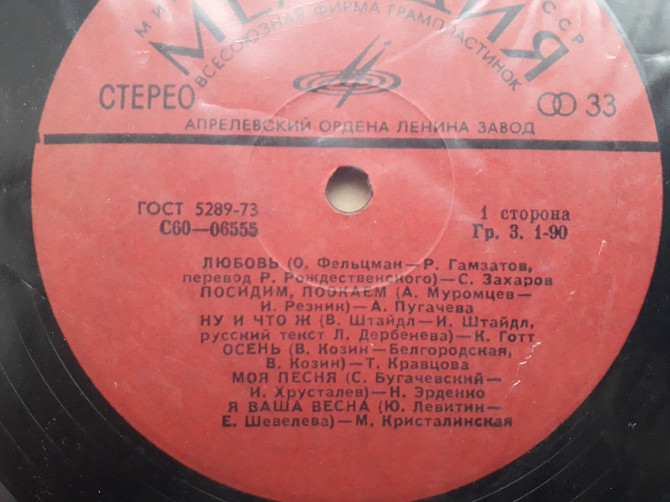 МИ
ССР
МЕЛОДИЯ
ВСЕСОЮЗНАЯ ФИРМА ГРАМПЛАСТИНОК
СТЕРЕО
33
АПРЕЛЕВСКИЙ ОРДЕНА ЛЕНИНА ЗАВОД
ГОСТ 5289-73
С60—06555
1 сторона
Гр. 3. 1-90
ЛЮБОВЬ (О. Фельцман—Р. Гамзатов,
перевод Р. Рождественского)—С. Захаров
ПОСИДИМ, ПООКАЕМ (А. Муромцев—
И. Резник)—А. Пугачева
НУ И ЧТО Ж (В. Штайдл—И. Штайдл,
русский текст Л. Дербенева)—К. Готт
ОСЕНЬ (В. Козин—Белгородская,
В. Козин)—Т. Кравцова
МОЯ ПЕСНЯ (С. Бугачевский—
И. Хрусталев)—Н. Эрденко
Я ВАША ВЕСНА (Ю. Левитин—
Е. Шевелева)—М. Кристалинская